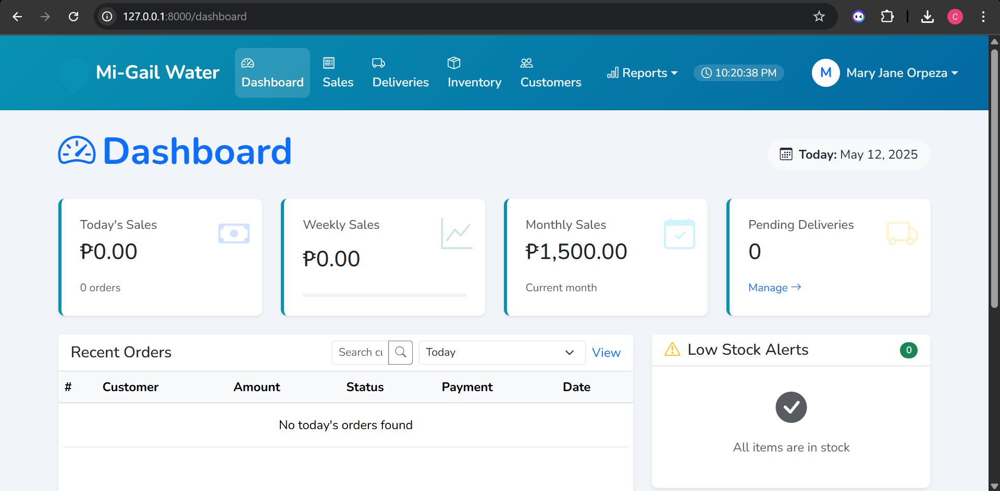 127.0.0.1:8000/dashboard
C
Mi-Gail Water
Dashboard
Sales
Deliveries
Inventory
Customers
Reports
10:20:38 PM
M
Mary Jane Orpeza
Dashboard
Today: May 12, 2025
Today's Sales
₱0.00
0 orders
Weekly Sales
₱0.00
Monthly Sales
₱1,500.00
Current month
Pending Deliveries
0
Manage →
Recent Orders
Search cu
Today
View
Low Stock Alerts
0
# Customer Amount Status Payment Date
No today's orders found
All items are in stock